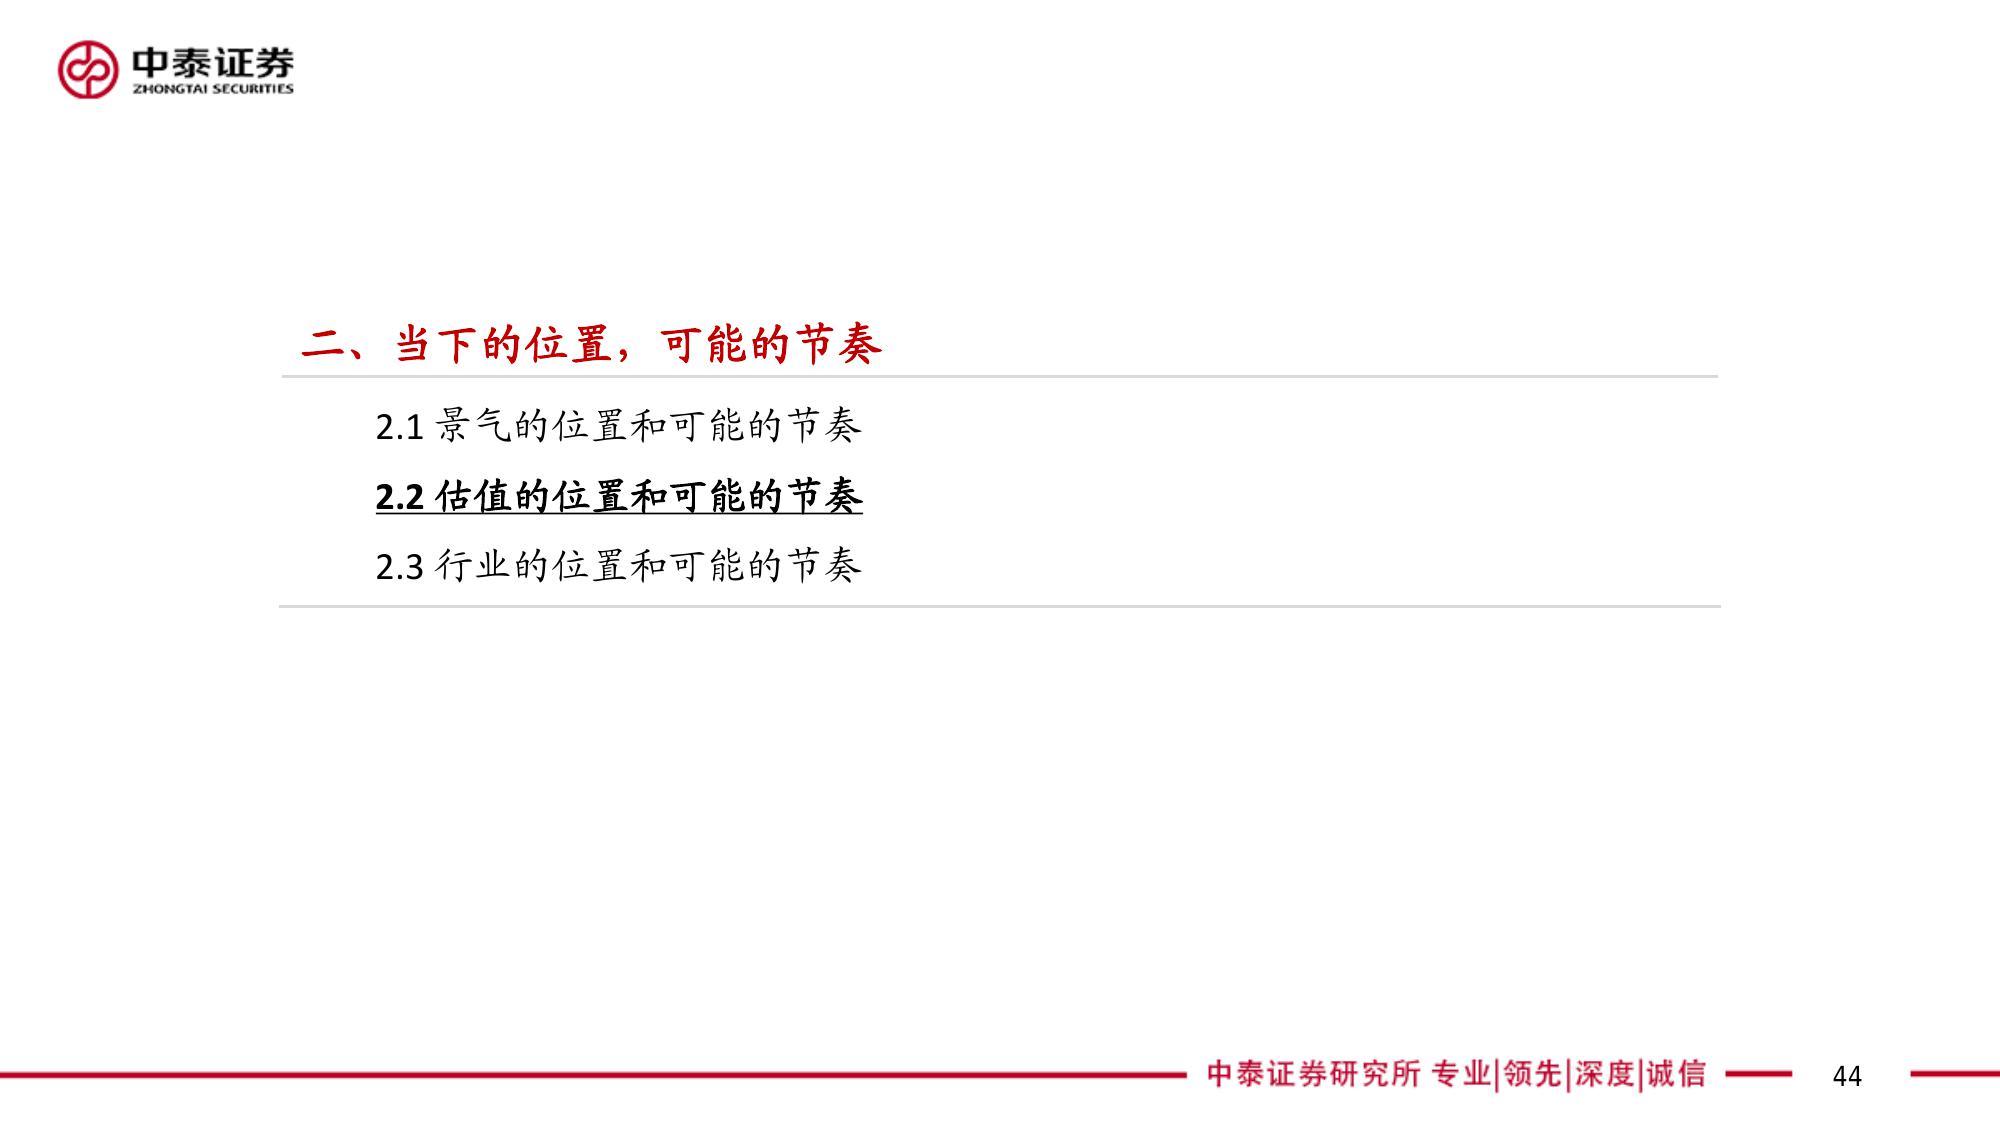 中泰证券
ZHONGTAI SECURITIES
二、当下的位置，可能的节奏
2.1 景气的位置和可能的节奏
2.2 估值的位置和可能的节奏
2.3 行业的位置和可能的节奏
中泰证券研究所 专业|领先|深度|诚信 44